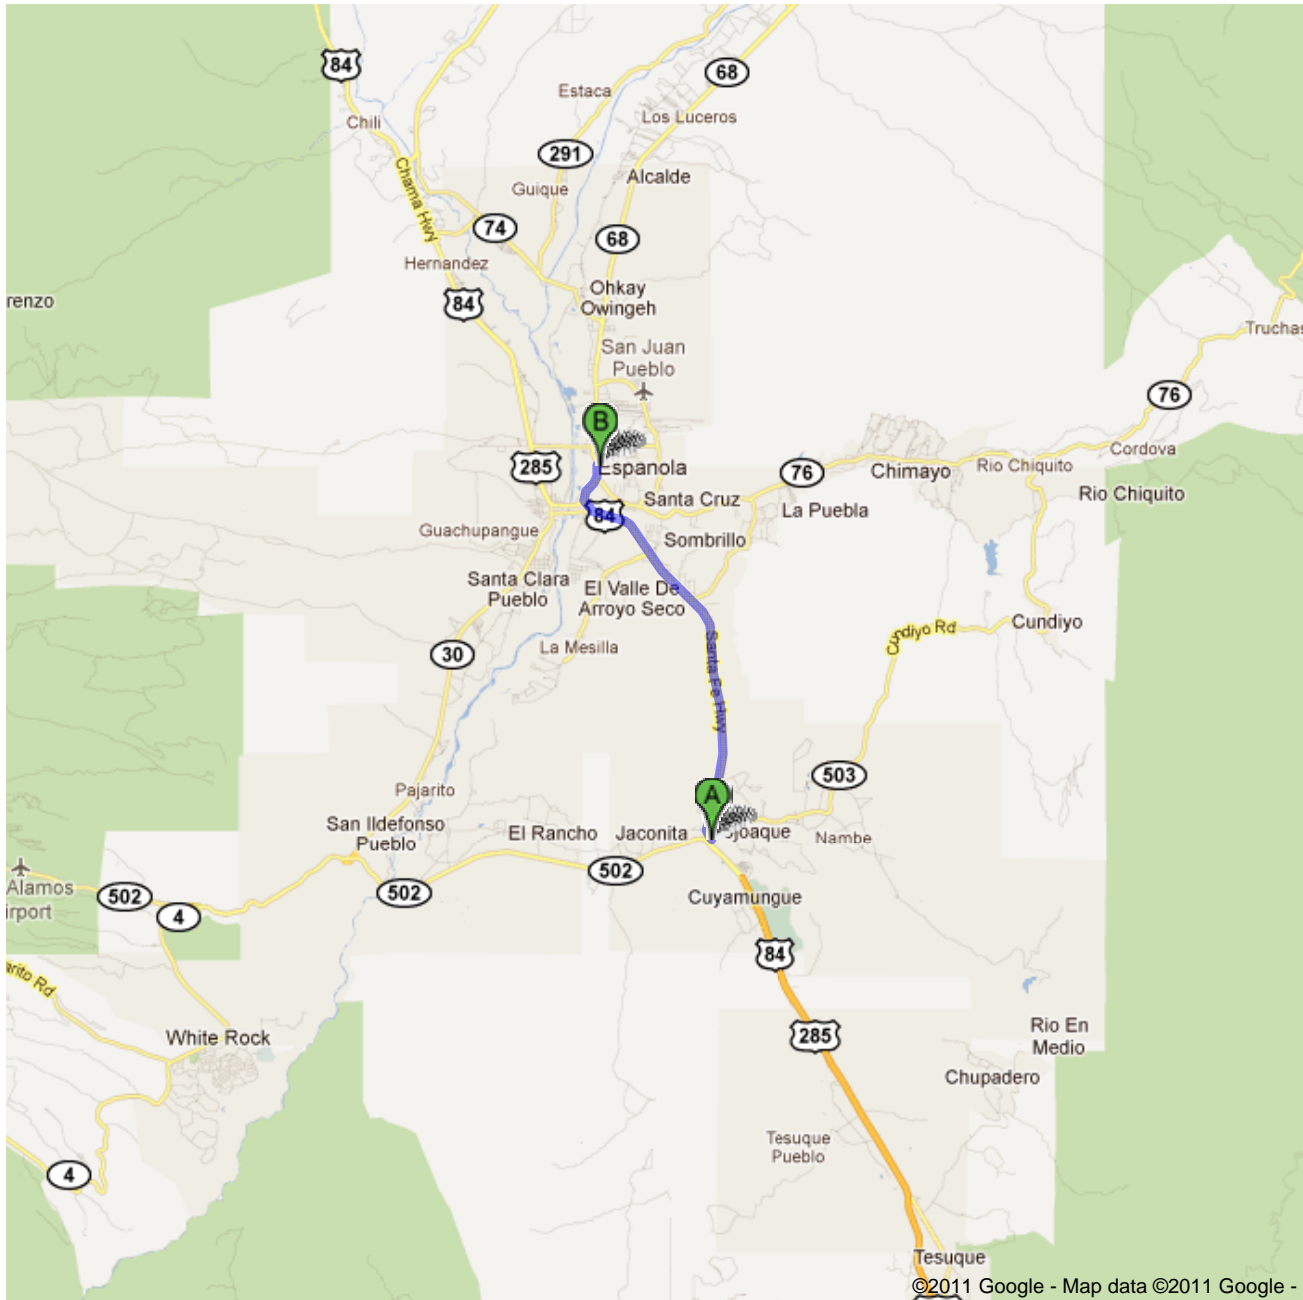 84
68
Estaca
Los Luceros
Chili
291
Alcalde
Chama Hwy
Guique
74
68
Hernandez
Ohkay
Owingeh
84
renzo
Truchas
San Juan
Pueblo
76
B
285
Espanola
76
Chimayo
Cordova
Rio Chiquito
Rio Chiquito
Santa Cruz
La Puebla
84
Guachupangue
Sombrillo
Santa Clara
Pueblo
El Valle De
Arroyo Seco
Cundiyo
Cundiyo Rd
La Mesilla
30
Santa Fe Hwy
503
Pajarito
A
San Ildefonso
Pueblo
El Rancho
Jaconita
joaque
Nambe
502
502
Alamos
irport
502
4
Cuyamungue
84
arito Rd
White Rock
285
Rio En
Medio
Chupadero
Tesuque
Pueblo
4
Tesuque
©2011 Google - Map data ©2011 Google -